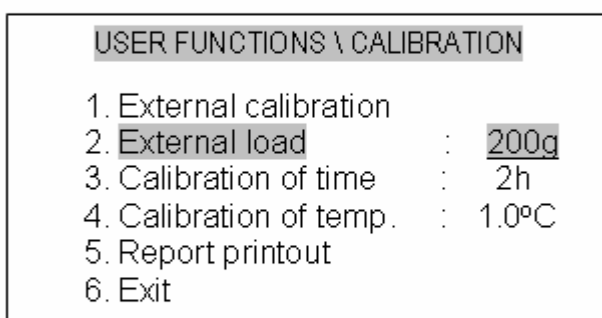 USER FUNCTIONS \ CALIBRATION
1. External calibration
2. External load : 200g
3. Calibration of time : 2h
4. Calibration of temp. : 1.0ºC
5. Report printout
6. Exit